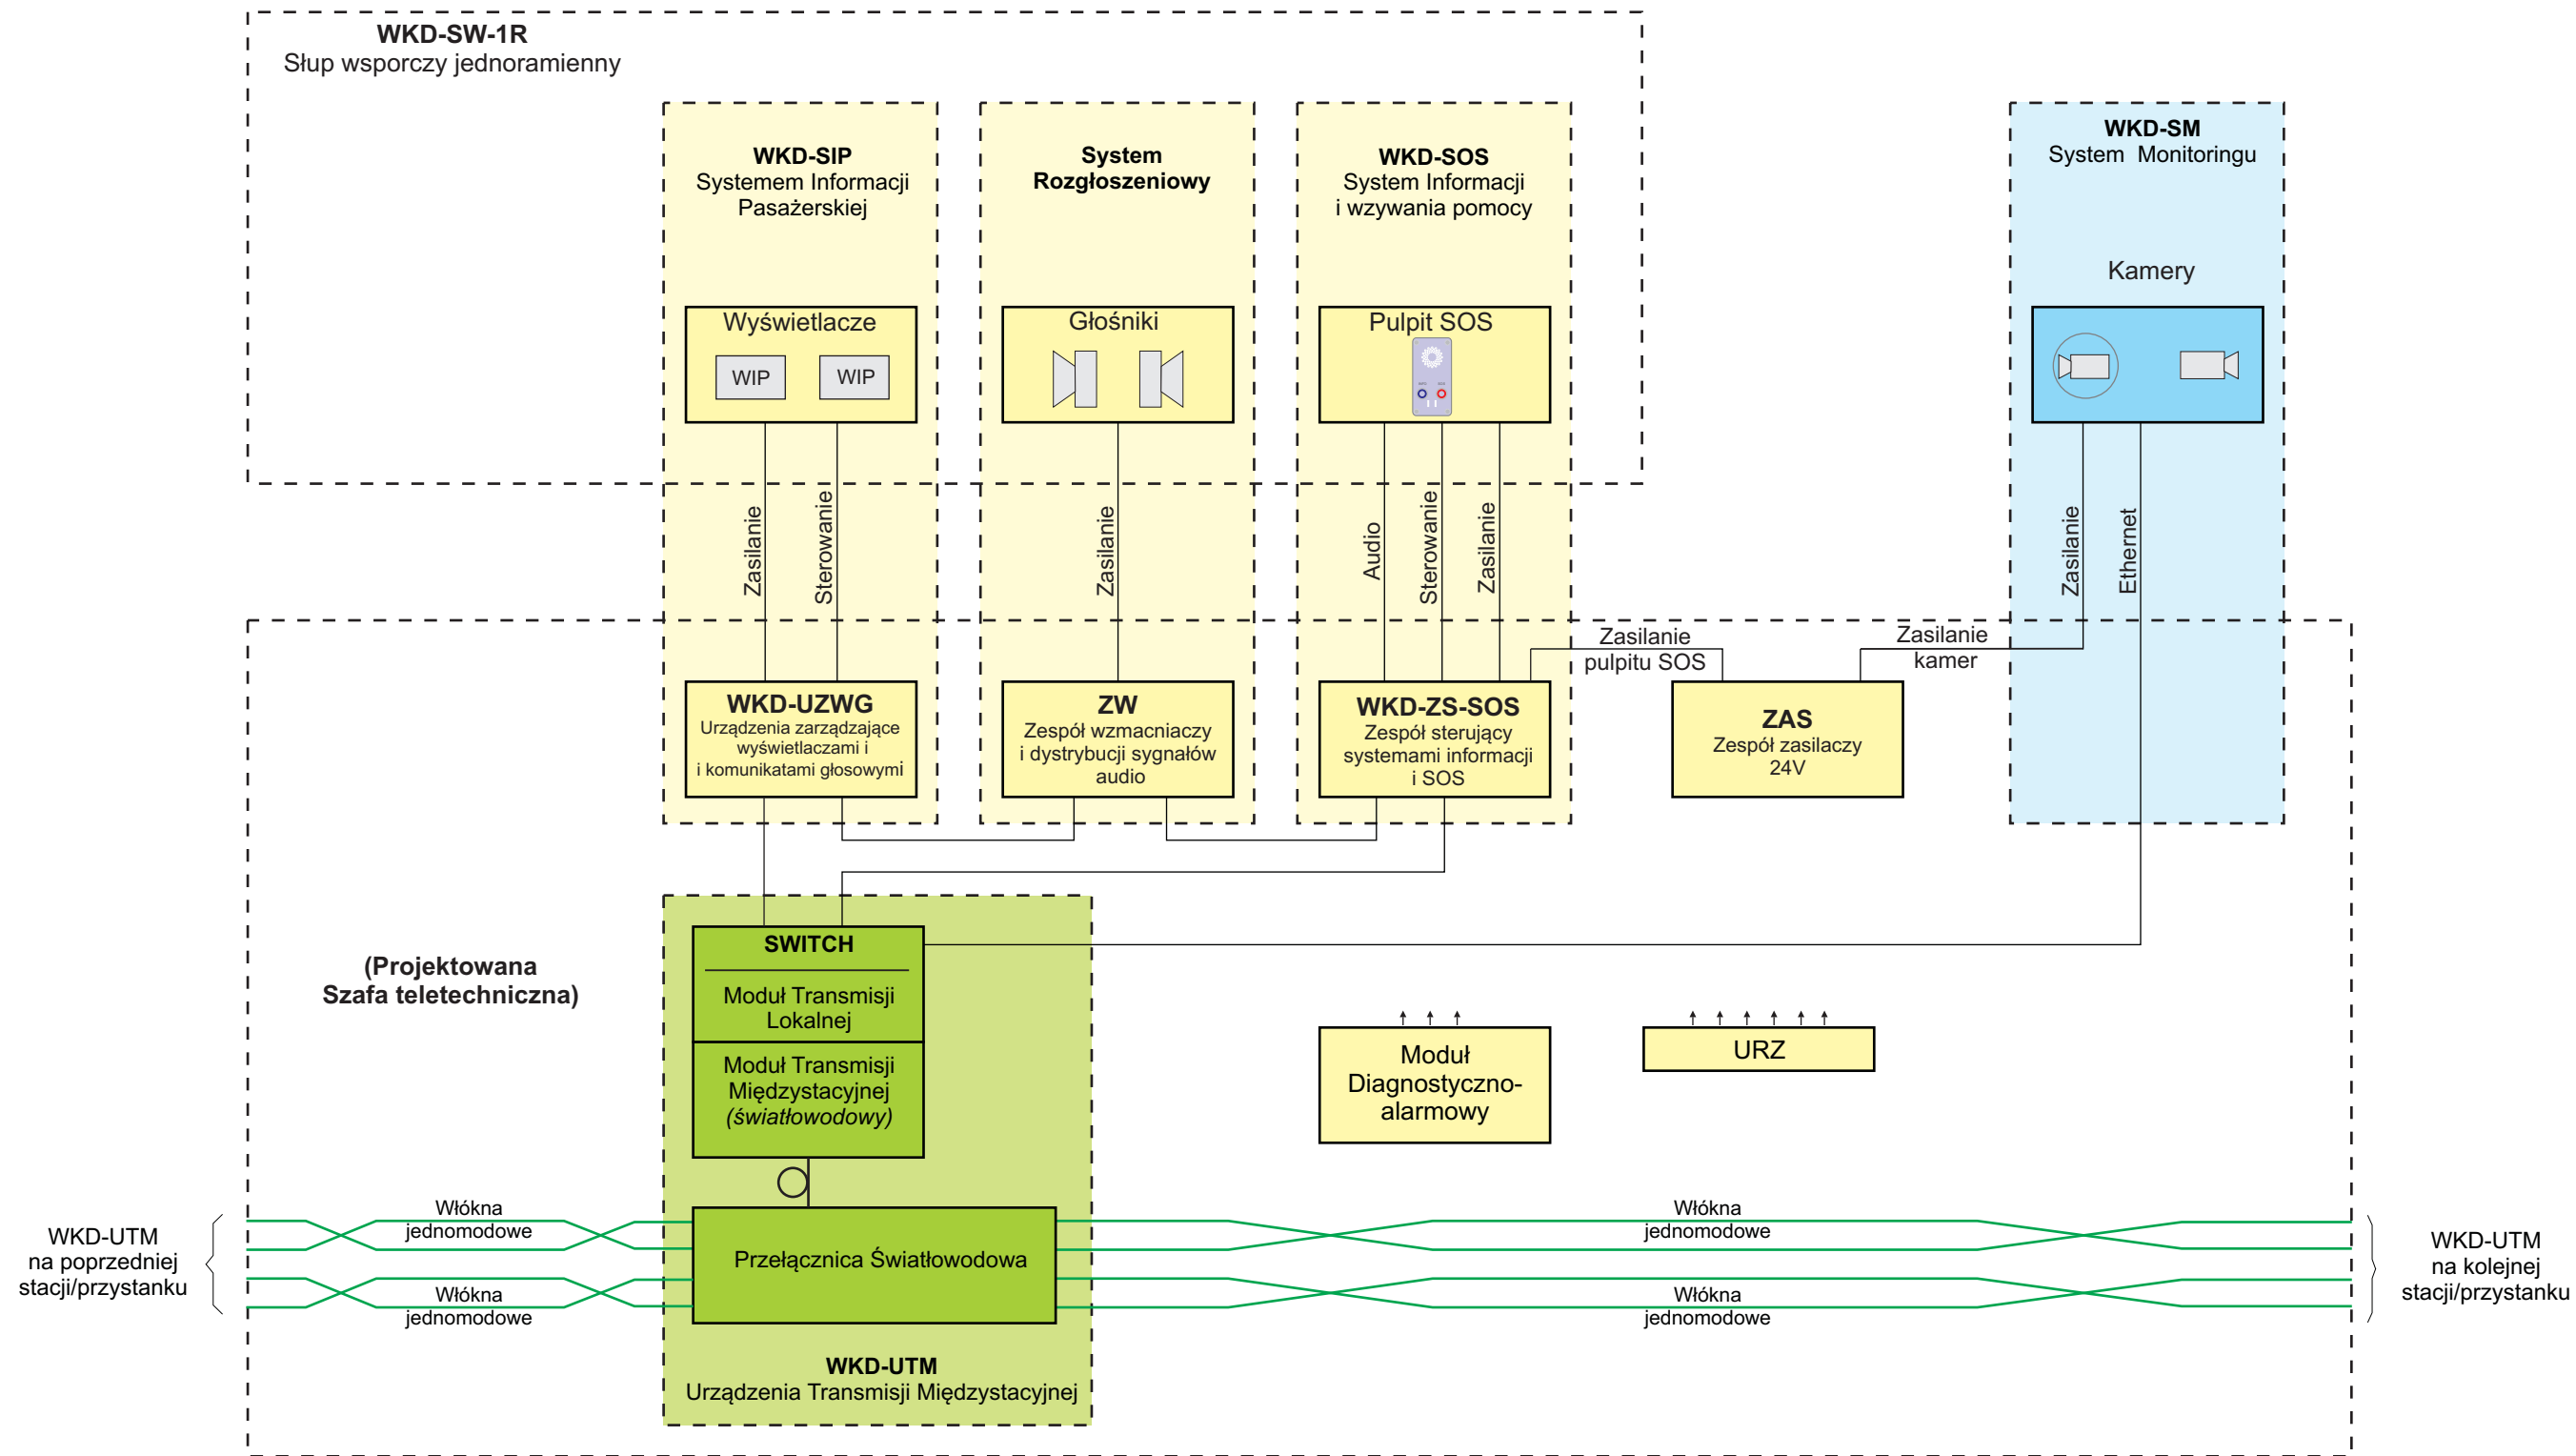 WKD-SW-1R
Słup wsporczy jednoramienny
WKD-SIP
Systemem Informacji
Pasażerskiej
System
Rozgłoszeniowy
WKD-SOS
System Informacji
i wzywania pomocy
WKD-SM
System Monitoringu
Kamery
Wyświetlacze
WIP
WIP
Głośniki
Pulpit SOS
Zasilanie
Sterowanie
Zasilanie
Audio
Sterowanie
Zasilanie
Zasilanie
Ethernet
Zasilanie
pulpitu SOS
Zasilanie
kamer
WKD-UZWG
Urządzenia zarządzające
wyświetlaczami i
i komunikatami głosowymi
ZW
Zespół wzmacniaczy
i dystrybucji sygnałów
audio
WKD-ZS-SOS
Zespół sterujący
systemami informacji
i SOS
ZAS
Zespół zasilaczy
24V
(Projektowana
Szafa teletechniczna)
SWITCH
Moduł Transmisji
Lokalnej
Moduł Transmisji
Międzystacyjnej
(światłowodowy)
Moduł
Diagnostyczno-
alarmowy
URZ
WKD-UTM
na poprzedniej
stacji/przystanku
Włókna
jednomodowe
Włókna
jednomodowe
Przełącznica Światłowodowa
Włókna
jednomodowe
Włókna
jednomodowe
WKD-UTM
na kolejnej
stacji/przystanku
WKD-UTM
Urządzenia Transmisji Międzystacyjnej